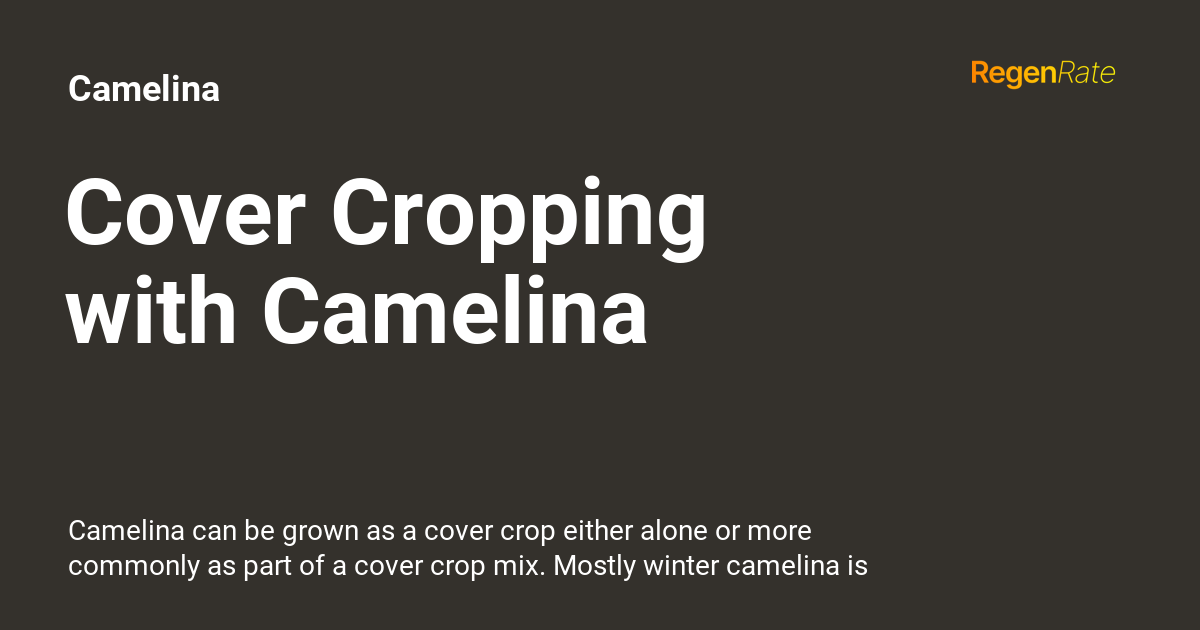 Camelina
RegenRate
Cover Cropping
with Camelina
Camelina can be grown as a cover crop either alone or more
commonly as part of a cover crop mix. Mostly winter camelina is